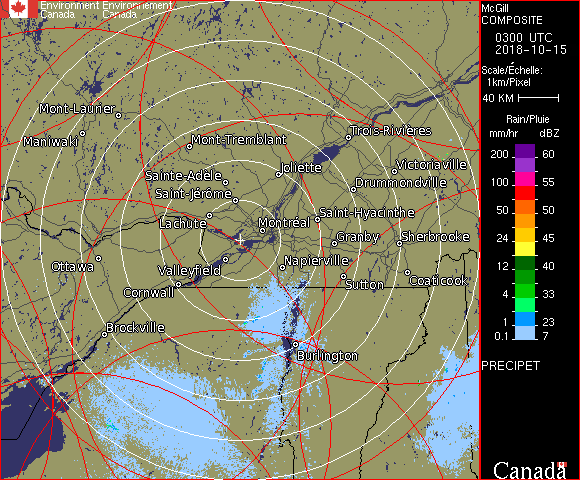 Environment Environnement
Canada Canada
McGill
COMPOSITE
0300 UTC
2018-10-15
Scale/Échelle:
1km/Pixel
40 KM
Rain/Pluie
mm/hr dBZ
200 60
100 55
50 50
24 45
12 40
4 33
1 23
0.1 7
PRECIPET
Canada
Mont-Laurier
Maniwaki
Mont-Tremblant
Trois-Rivières
Sainte-Adèle
Joliette
Victoriaville
Saint-Jérôme
Drummondville
Lachute
Montréal
Saint-Hyacinthe
Granby
Sherbrooke
Ottawa
Valleyfield
Napierville
Cornwall
Sutton
Coaticook
Brockville
Burlington